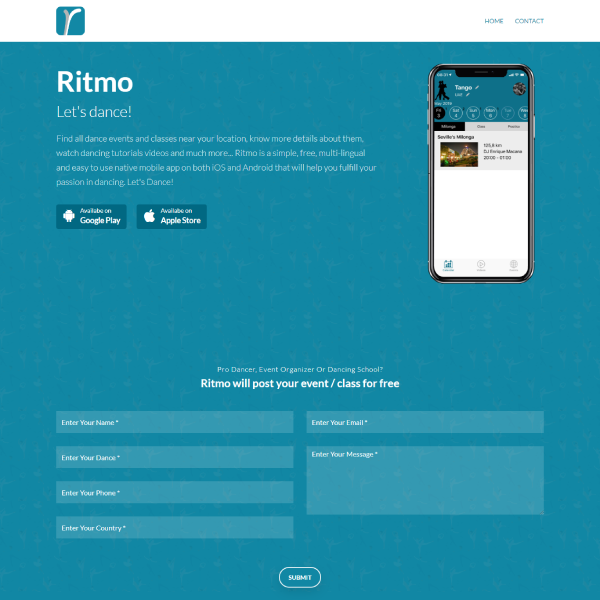 HOME CONTACT
Ritmo
Let's dance!
Find all dance events and classes near your location, know more details about them,
watch dancing tutorials videos and much more... Ritmo is a simple, free, multi-lingual
and easy to use native mobile app on both iOS and Android that will help you fulfill your
passion in dancing, Let's Dance!
Availabe on
Google Play
Availabe on
Apple Store
Tango
Seville's Milonga
125,8 km
DJ Enrique Macana
20:00 - 01:00
Pro Dancer, Event Organizer Or Dancing School?
Ritmo will post your event / class for free
Enter Your Name *
Enter Your Email *
Enter Your Dance *
Enter Your Message *
Enter Your Phone *
Enter Your Country *
SUBMIT